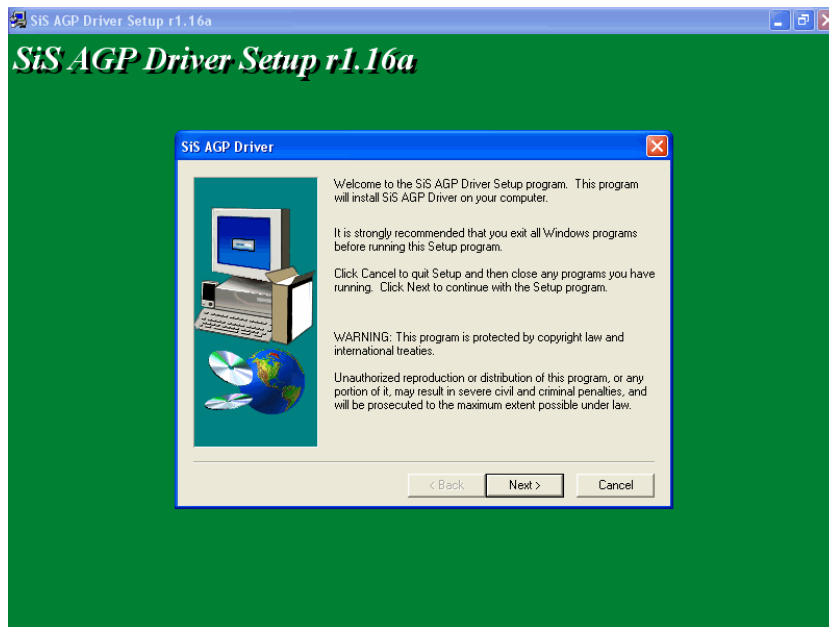 SiS AGP Driver Setup r1.16a
SiS AGP Driver Setup r1.16a
SiS AGP Driver
Welcome to the SiS AGP Driver Setup program. This program
will install SiS AGP Driver on your computer.
It is strongly recommended that you exit all Windows programs
before running this Setup program.
Click Cancel to quit Setup and then close any programs you have
running. Click Next to continue with the Setup program.
WARNING: This program is protected by copyright law and
international treaties.
Unauthorized reproduction or distribution of this program, or any
portion of it, may result in severe civil and criminal penalties, and
will be prosecuted to the maximum extent possible under law.
< Back
Next >
Cancel